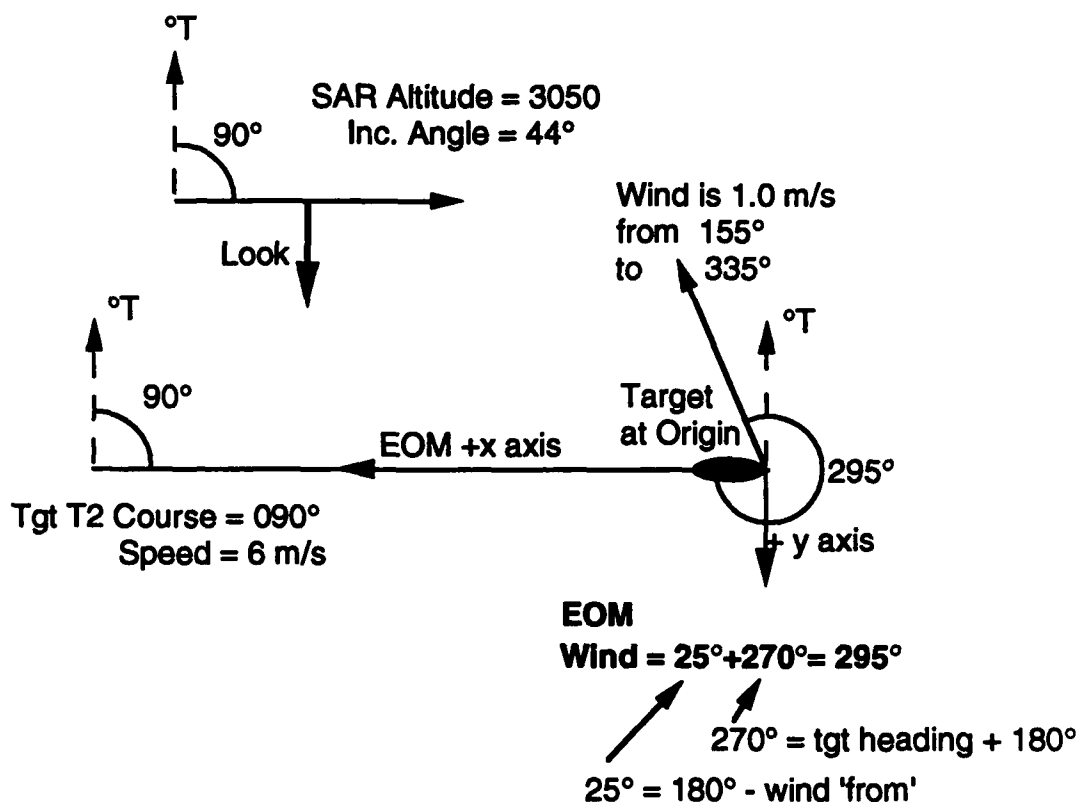 °T
SAR Altitude = 3050
Inc. Angle = 44°
90°
Wind is 1.0 m/s
from 155°
to 335°
Look
°T
°T
90°
Target
at Origin
EOM +x axis
295°
Tgt T2 Course = 090°
Speed = 6 m/s
+ y axis
EOM
Wind = 25°+270°= 295°
270° = tgt heading + 180°
25° = 180° - wind 'from'